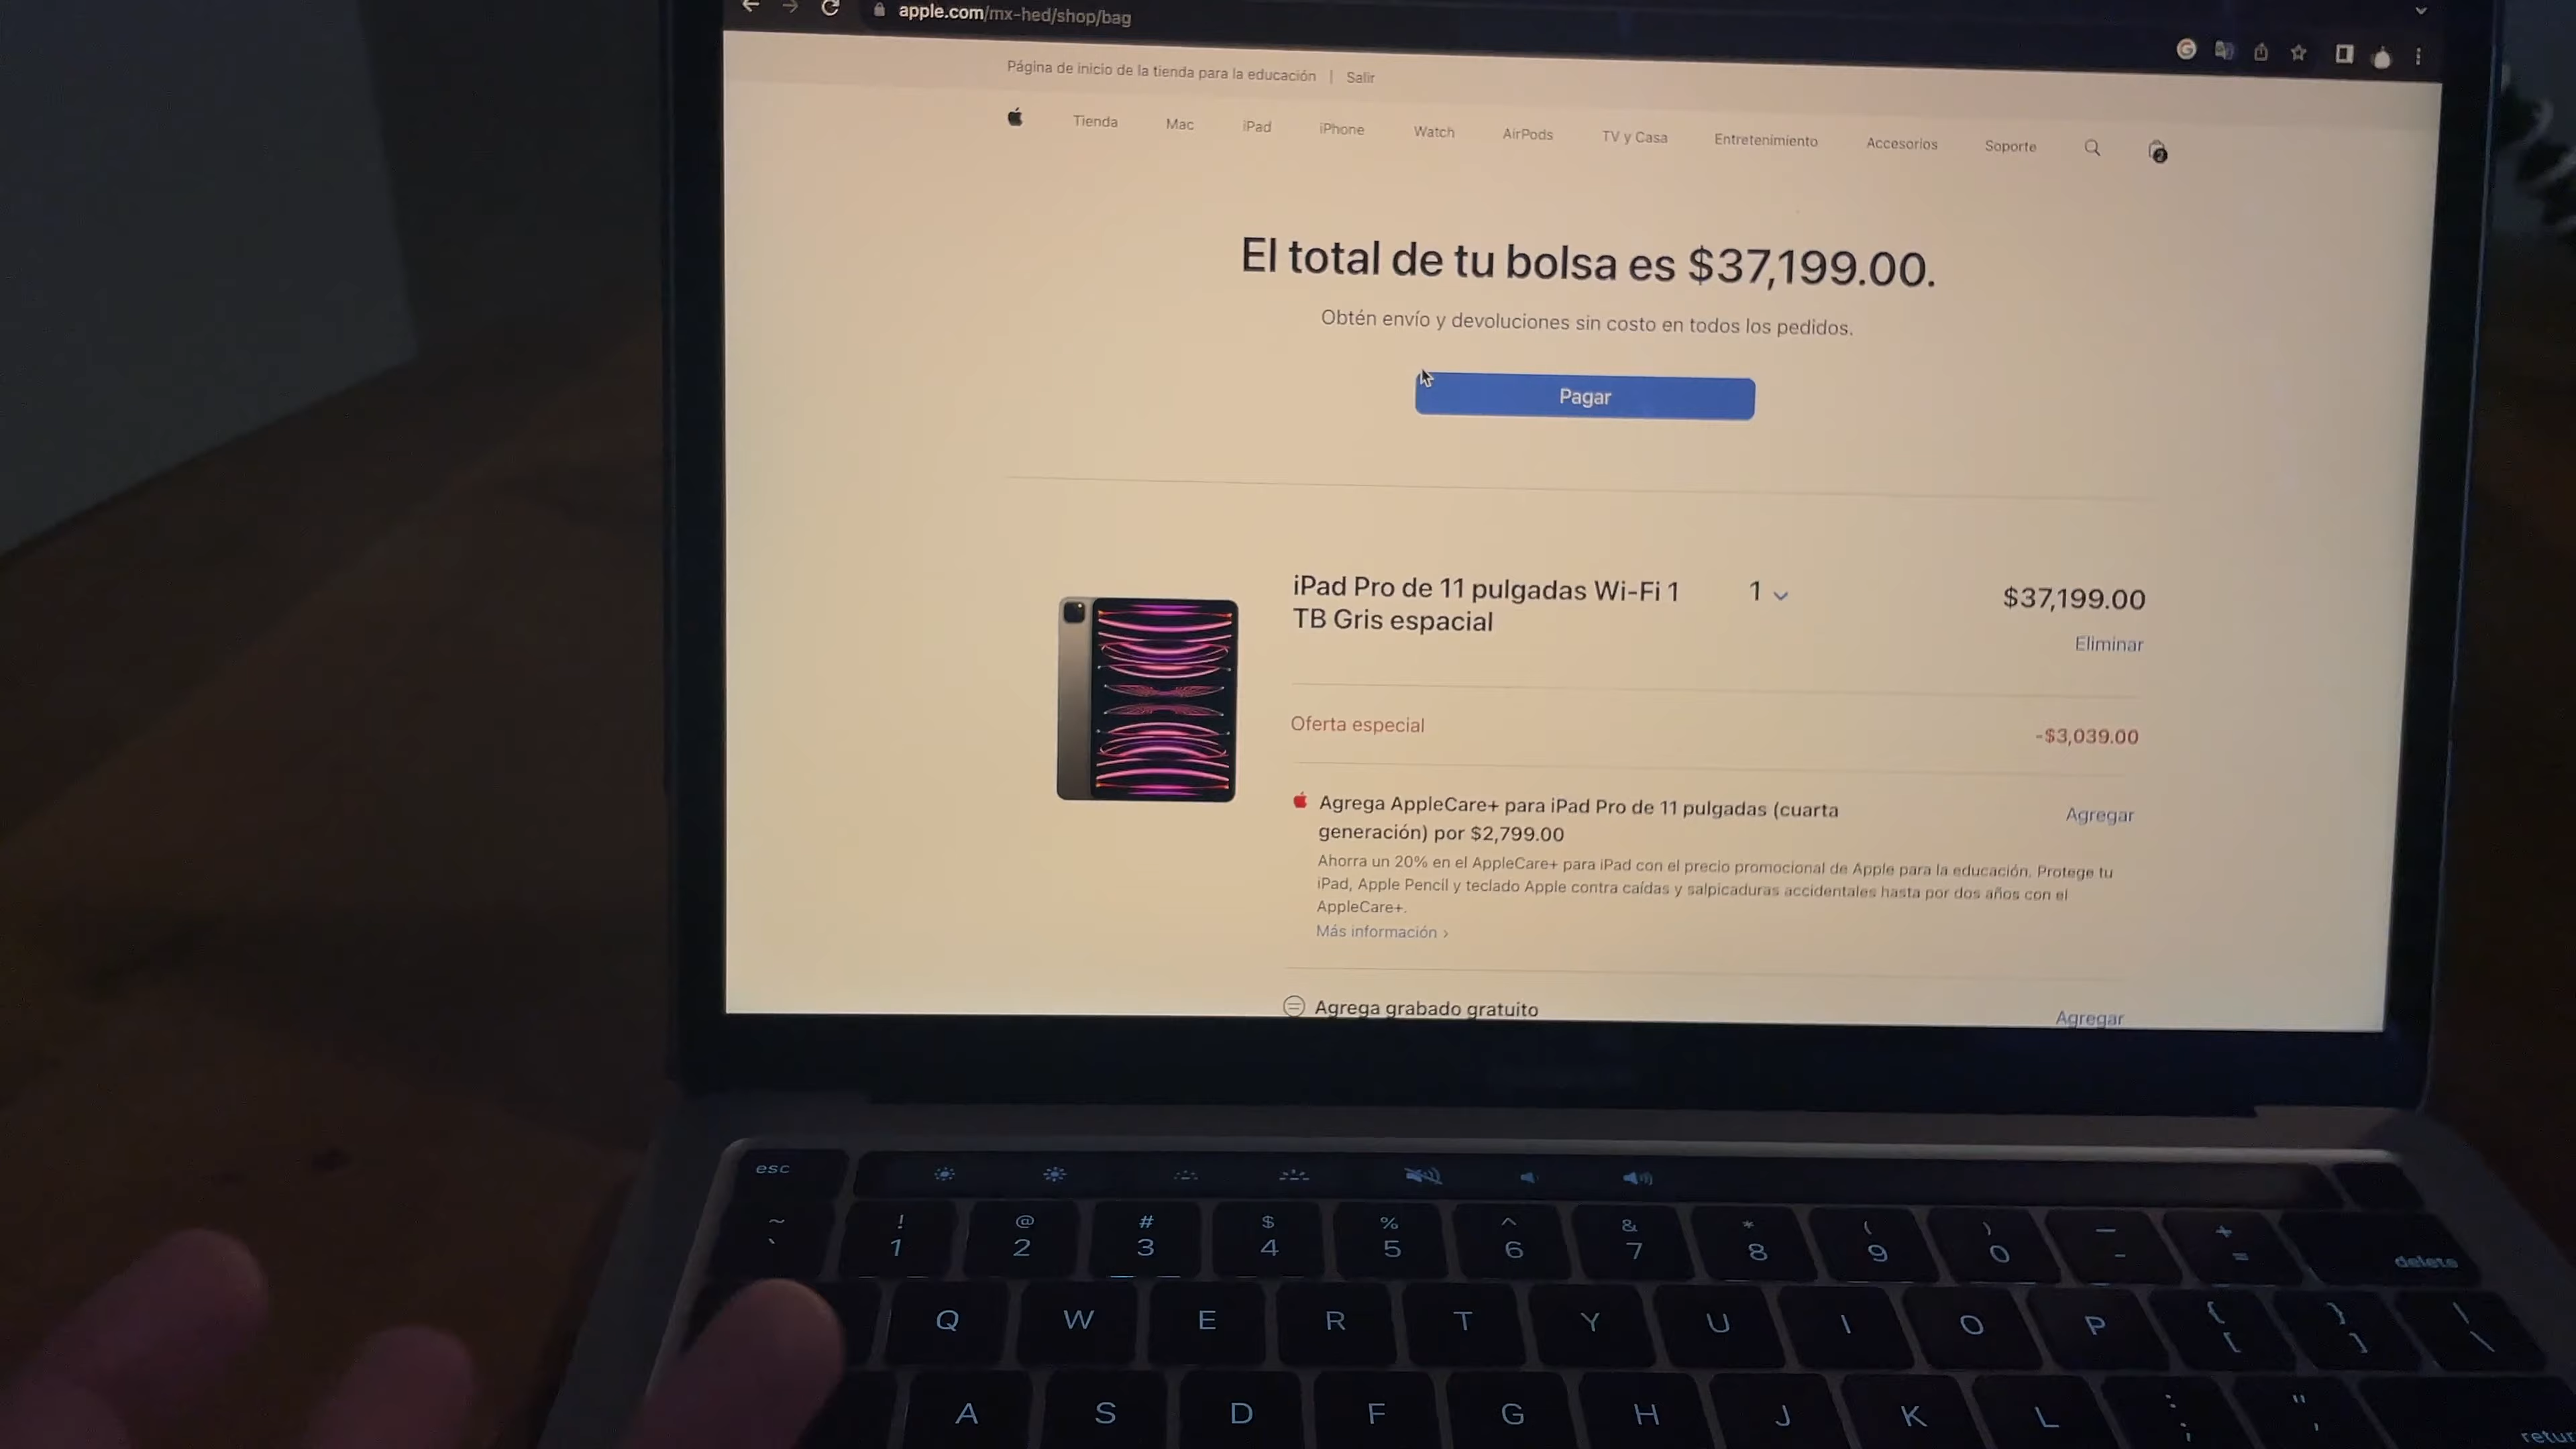 apple.com/mx-hed/shop/bag
Página de inicio de la tienda para la educación | Salir
Tienda Mac iPad iPhone Watch AirPods TV y Casa Entretenimiento Accesorios Soporte 2
El total de tu bolsa es $37,199.00.
Obtén envío y devoluciones sin costo en todos los pedidos.
Pagar
iPad Pro de 11 pulgadas Wi-Fi 1 1 $37,199.00
TB Gris espacial
Eliminar
Oferta especial -$3,039.00
Agrega AppleCare+ para iPad Pro de 11 pulgadas (cuarta Agregar
generación) por $2,799.00
Ahorra un 20% en el AppleCare+ para iPad con el precio promocional de Apple para la educación. Protege tu
iPad, Apple Pencil y teclado Apple contra caídas y salpicaduras accidentales hasta por dos años con el
AppleCare+.
Más información ›
Agrega grabado gratuito Agregar
esc
~ ! @ # $ % ^ & * ( ) — +
` 1 2 3 4 5 6 7 8 9 0 - = delete
Q W E R T Y U I O P { [ } ] | \
A S D F G H J K L : ; " '